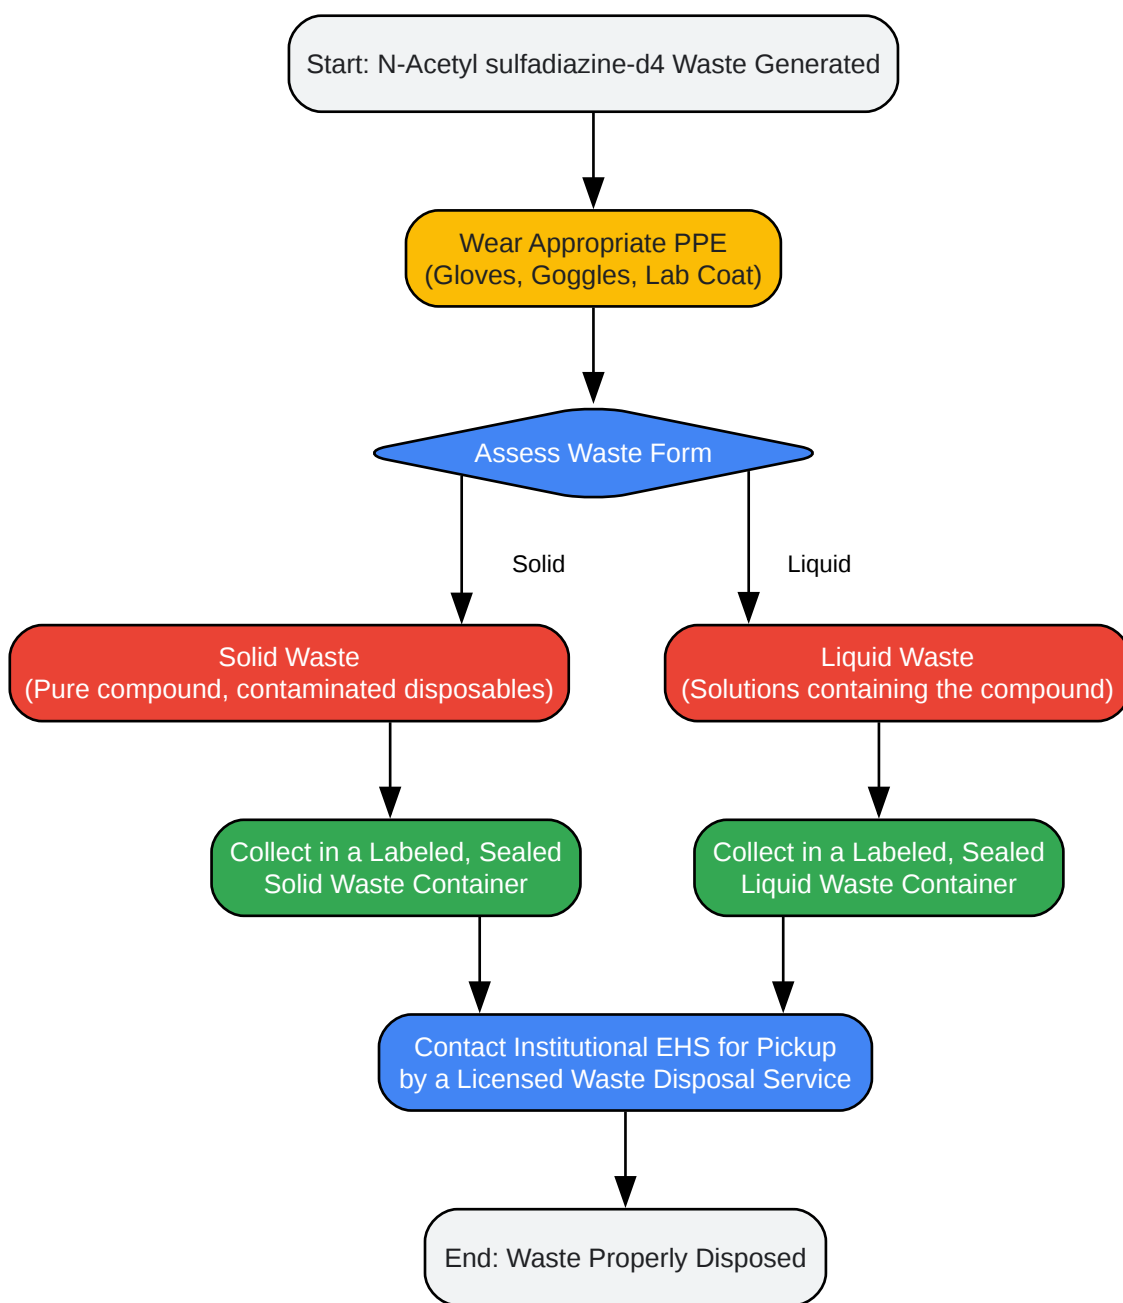 Start: N-Acetyl sulfadiazine-d4 Waste Generated
Wear Appropriate PPE
(Gloves, Goggles, Lab Coat)
Assess Waste Form
Solid
Liquid
Solid Waste
(Pure compound, contaminated disposables)
Liquid Waste
(Solutions containing the compound)
Collect in a Labeled, Sealed
Solid Waste Container
Collect in a Labeled, Sealed
Liquid Waste Container
Contact Institutional EHS for Pickup
by a Licensed Waste Disposal Service
End: Waste Properly Disposed